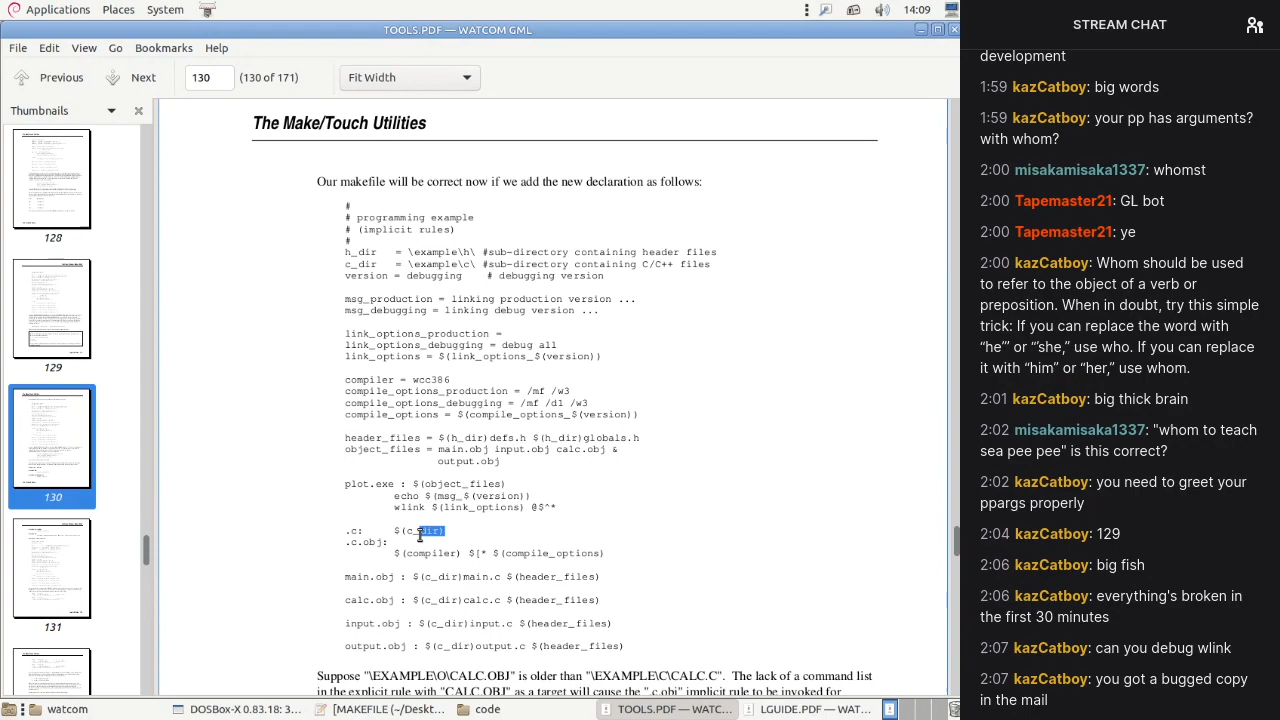 Applications Places System
14:09
TOOLS.PDF — WATCOM GML
File Edit View Go Bookmarks Help
Previous Next 130 (130 of 171) Fit Width
Thumbnails
128
129
130
131
The Make/Touch Utilities
Our makefile will be correct now if we add the new declaration as follows:
#
# programming example
# (implicit rules)
#
h_dir = \example\h\ #sub-directory containing header files
c_dir = \example\c\ #sub-directory containing C/C++ files
version = debugging # debugging version
msg_production = linking production version ...
msg_debugging = linking debug version ...
link_options_production =
link_options_debugging = debug all
link_options = $(link_options_$(version))
compiler = wcc386
compile_options_production = /mf /w3
compile_options_debugging = /mf /d1 /w3
compile_options = $(compile_options_$(version))
header_files = $(h_dir)def.h $(h_dir)globals.h
object_files = main.obj input.obj calc.obj &
output.obj
plot.exe : $(object_files)
echo $(msg_$(version))
wlink $(link_options) @$^*
.c: $(c_dir)
.c.obj:
$(compiler) $[* $(compile_options)
main.obj : $(c_dir)main.c $(header_files)
calc.obj : $(c_dir)calc.c $(header_files)
input.obj : $(c_dir)input.c $(header_files)
output.obj : $(c_dir)output.c $(header_files)
watcom
DOSBox-X 0.83.18: 3...
[MAKEFILE (~/Deskt...
code
TOOLS.PDF — WATC...
LGUIDE.PDF — WAT...
STREAM CHAT
development
1:59 kazCatboy: big words
1:59 kazCatboy: your pp has arguments?
with whom?
2:00 misakamisaka1337: whomst
2:00 Tapemaster21: GL bot
2:00 Tapemaster21: ye
2:00 kazCatboy: Whom should be used
to refer to the object of a verb or
preposition. When in doubt, try this simple
trick: If you can replace the word with
“he”’ or “’she,” use who. If you can replace
it with “him” or “her,” use whom.
2:01 kazCatboy: big thick brain
2:02 misakamisaka1337: "whom to teach
sea pee pee" is this correct?
2:02 kazCatboy: you need to greet your
ppargs properly
2:04 kazCatboy: 129
2:06 kazCatboy: big fish
2:06 kazCatboy: everything's broken in
the first 30 minutes
2:07 kazCatboy: can you debug wlink
2:07 kazCatboy: you got a bugged copy
in the mail